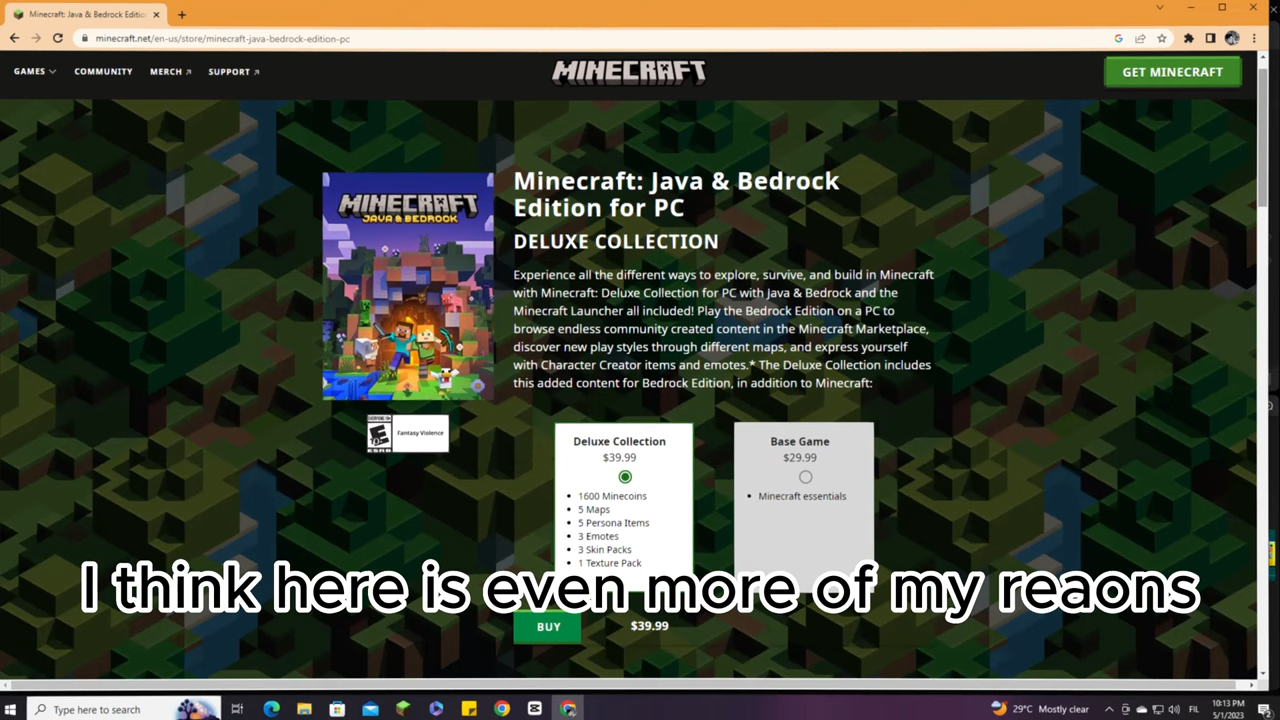 Minecraft: Java & Bedrock Editio
minecraft.net/en-us/store/minecraft-java-bedrock-edition-pc
GAMES
COMMUNITY
MERCH
SUPPORT
MINECRAFT
GET MINECRAFT
MINECRAFT
JAVA & BEDROCK
Minecraft: Java & Bedrock
Edition for PC
DELUXE COLLECTION
Experience all the different ways to explore, survive, and build in Minecraft
with Minecraft: Deluxe Collection for PC with Java & Bedrock and the
Minecraft Launcher all included! Play the Bedrock Edition on a PC to
browse endless community created content in the Minecraft Marketplace,
discover new play styles through different maps, and express yourself
with Character Creator items and emotes.* The Deluxe Collection includes
this added content for Bedrock Edition, in addition to Minecraft:
EVERYONE 10+
E
ESRB
Fantasy Violence
Deluxe Collection
$39.99
• 1600 Minecoins
• 5 Maps
• 5 Persona Items
• 3 Emotes
• 3 Skin Packs
• 1 Texture Pack
Base Game
$29.99
• Minecraft essentials
I think here is even more of my reaons
BUY
$39.99
Type here to search
29°C Mostly clear
FIL
10:13 PM
5/1/2023